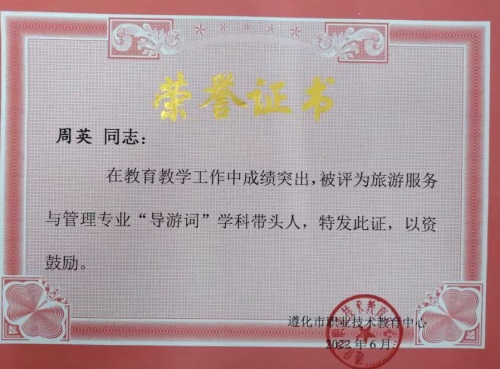 荣誉证书
周英 同志：
在教育教学工作中成绩突出，被评为旅游服务
与管理专业“导游词”学科带头人，特发此证，以资
鼓励。
遵化市职业技术教育中心
2022年6月